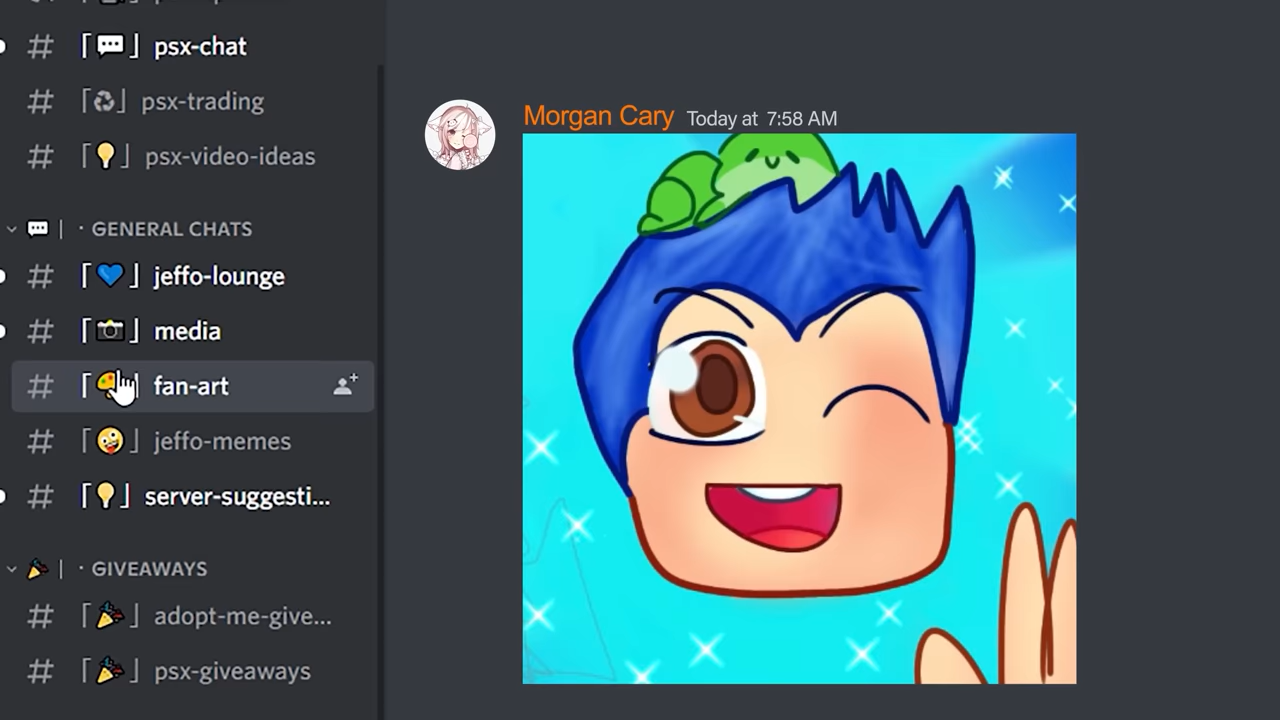 # 「💬」 psx-chat
# 「♻」 psx-trading
# 「💡」 psx-video-ideas
💬 | · GENERAL CHATS
# 「💙」 jeffo-lounge
# 「📷」 media
# 「🎨」 fan-art
# 「🤪」 jeffo-memes
# 「💡」 server-suggesti...
🎉 | · GIVEAWAYS
# 「🎉」 adopt-me-give...
# 「🎉」 psx-giveaways
Morgan Cary Today at 7:58 AM